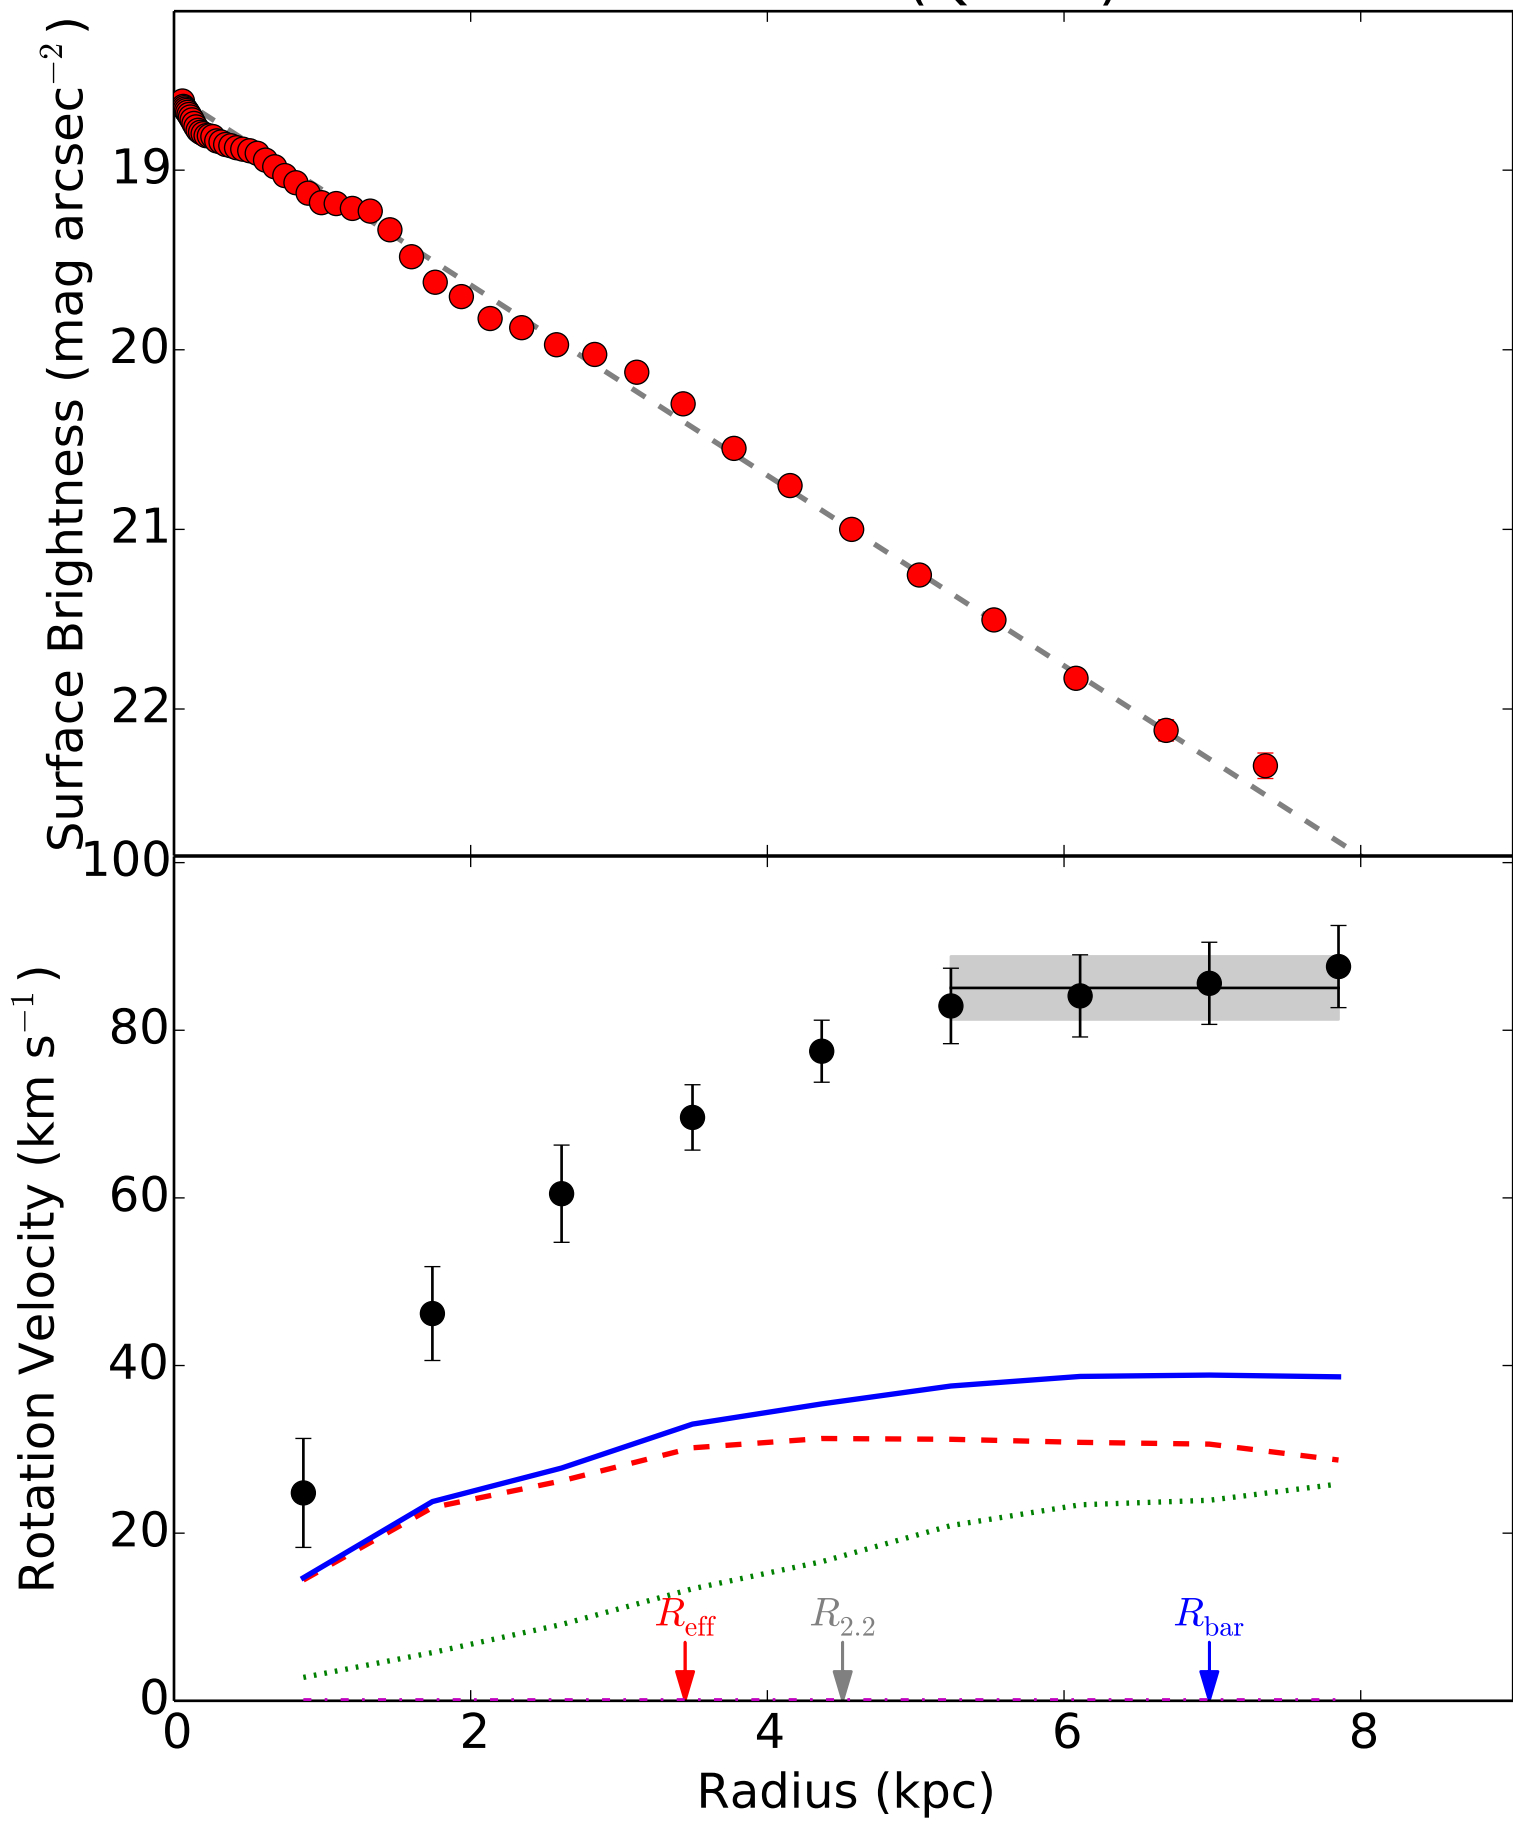 Surface Brightness (mag arcsec⁻²)
19
20
21
22
Rotation Velocity (km s⁻¹)
100
80
60
40
20
0
R_eff
R_2.2
R_bar
0 2 4 6 8
Radius (kpc)